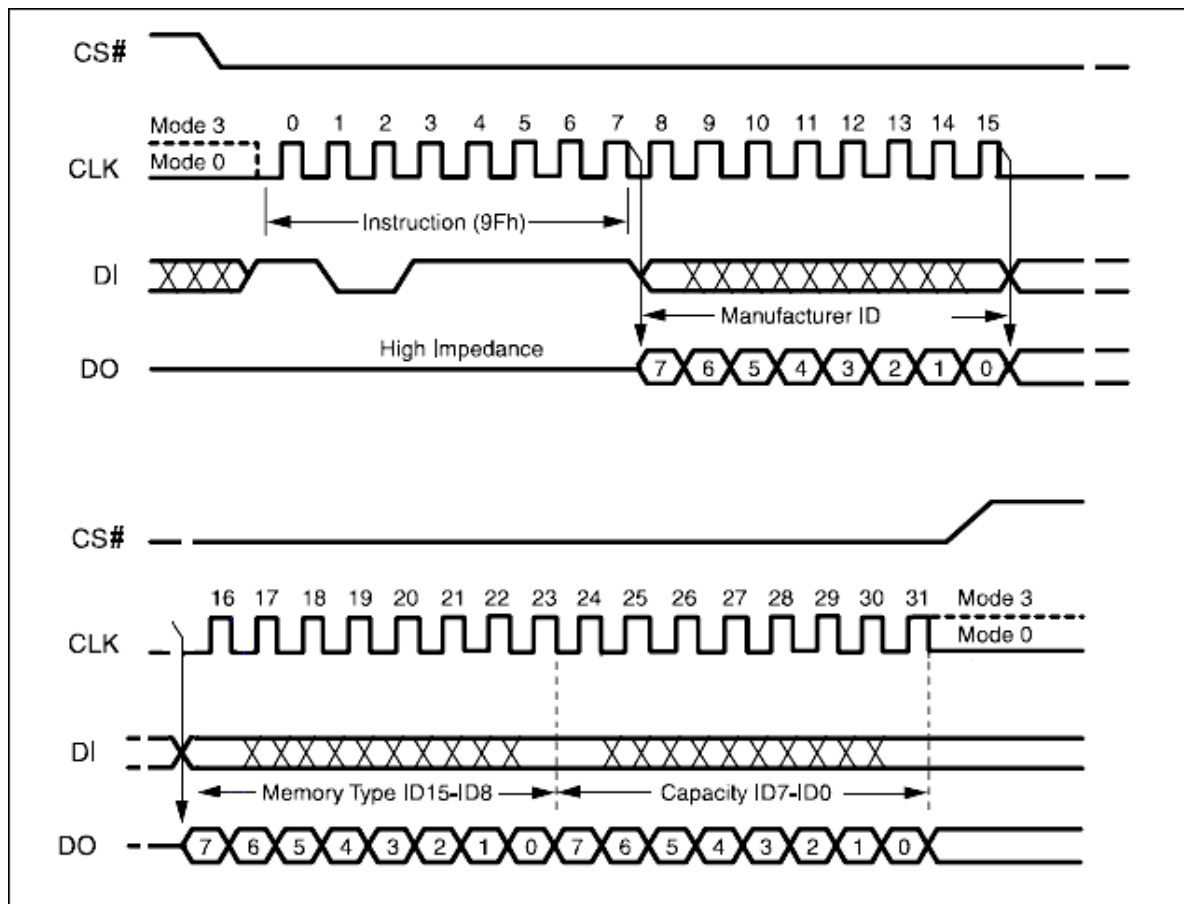 CS#
Mode 3 0 1 2 3 4 5 6 7 8 9 10 11 12 13 14 15
CLK Mode 0
Instruction (9Fh)
DI
Manufacturer ID
High Impedance
DO 7 6 5 4 3 2 1 0
CS#
16 17 18 19 20 21 22 23 24 25 26 27 28 29 30 31 Mode 3
CLK Mode 0
DI
Memory Type ID15-ID8 Capacity ID7-ID0
DO 7 6 5 4 3 2 1 0 7 6 5 4 3 2 1 0